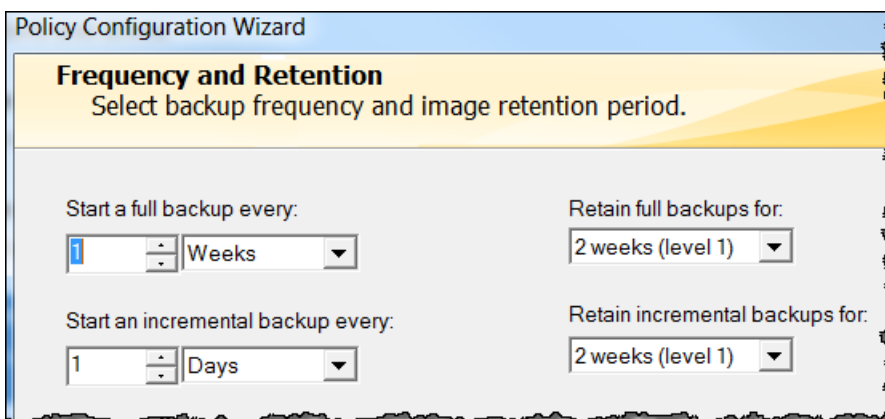 Policy Configuration Wizard
Frequency and Retention
Select backup frequency and image retention period.
Start a full backup every:
1 Weeks
Retain full backups for:
2 weeks (level 1)
Start an incremental backup every:
1 Days
Retain incremental backups for:
2 weeks (level 1)